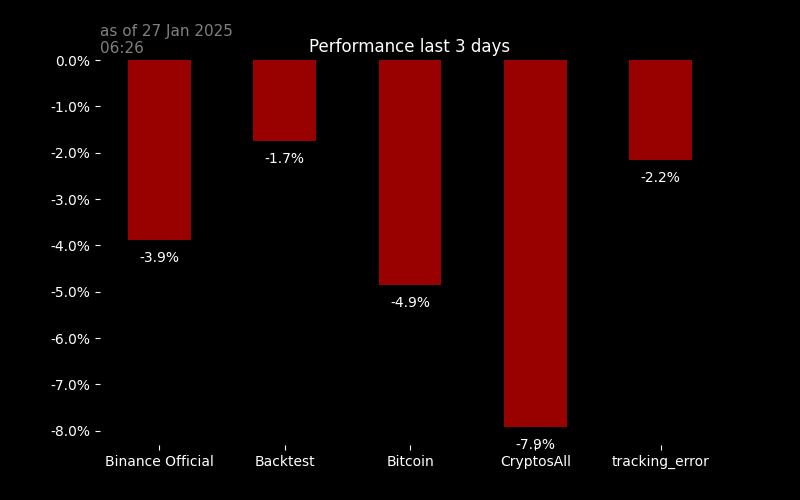 as of 27 Jan 2025
06:26
Performance last 3 days
0.0%
-1.0%
-2.0%
-3.0%
-4.0%
-5.0%
-6.0%
-7.0%
-8.0%
-3.9%
-1.7%
-4.9%
-7.9%
-2.2%
Binance Official
Backtest
Bitcoin
CryptosAll
tracking_error